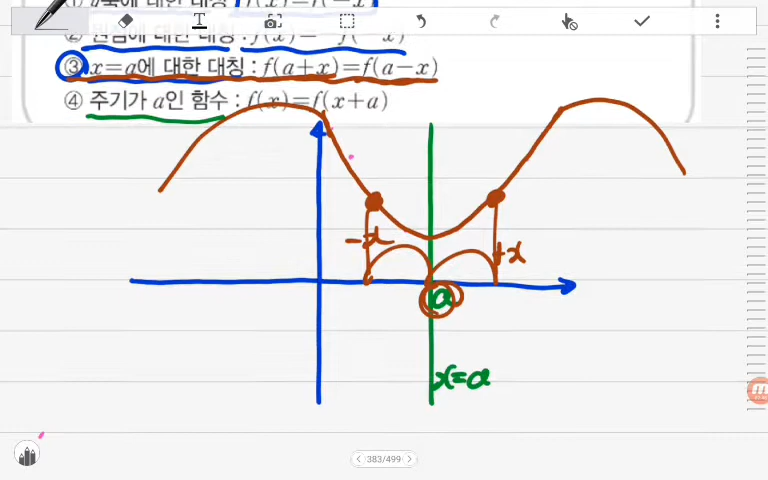 ② 원점에 대한 대칭 : f(x)=-f(-x)
③ x=a에 대한 대칭 : f(a+x)=f(a-x)
④ 주기가 a인 함수 : f(x)=f(x+a)
-x
+x
a
x=a
383/499